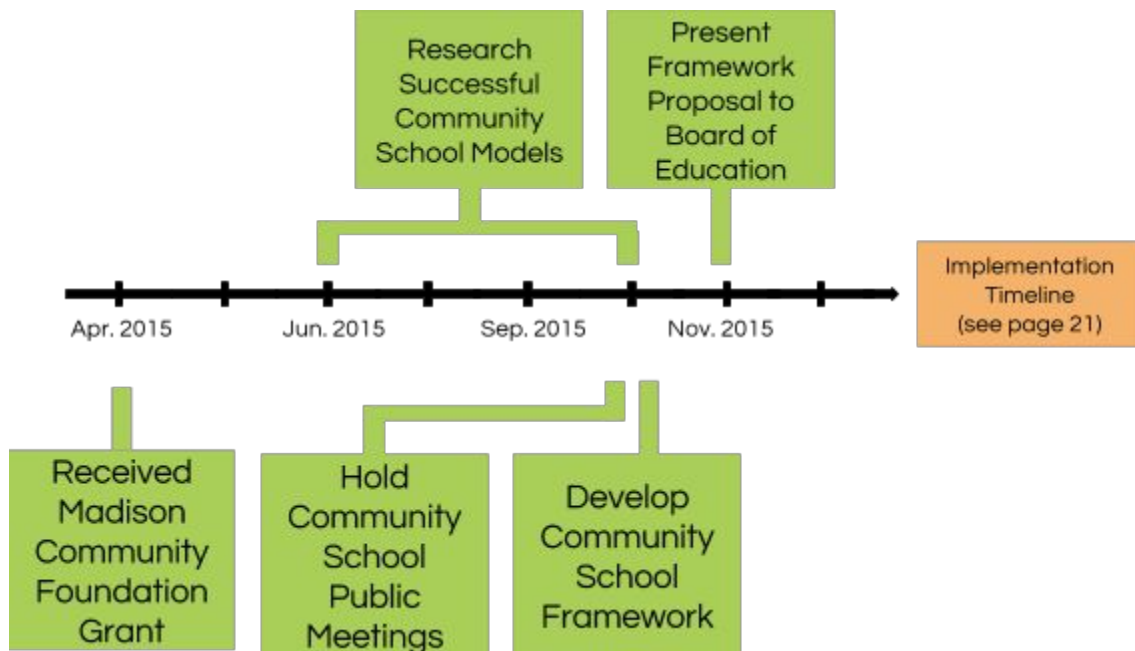 Research
Successful
Community
School Models
Present
Framework
Proposal to
Board of
Education
Implementation
Timeline
(see page 21)
Apr. 2015
Jun. 2015
Sep. 2015
Nov. 2015
Received
Madison
Community
Foundation
Grant
Hold
Community
School
Public
Meetings
Develop
Community
School
Framework